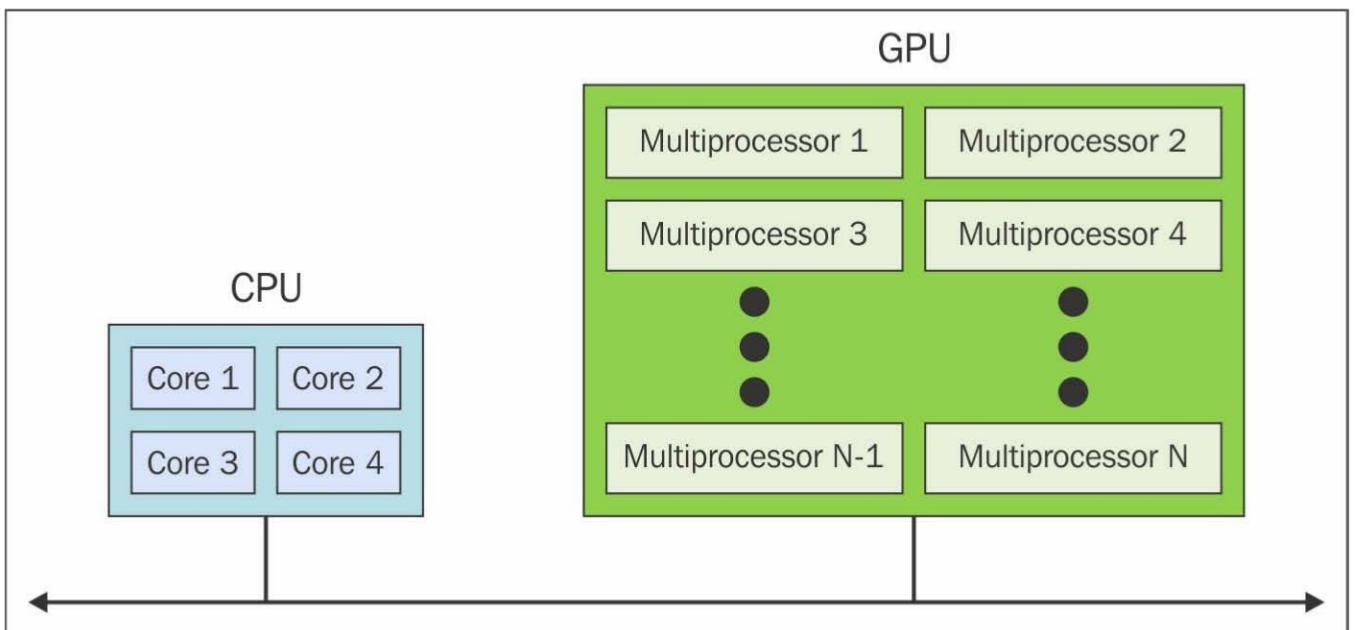 GPU
Multiprocessor 1
Multiprocessor 2
Multiprocessor 3
Multiprocessor 4
Multiprocessor N-1
Multiprocessor N
CPU
Core 1
Core 2
Core 3
Core 4